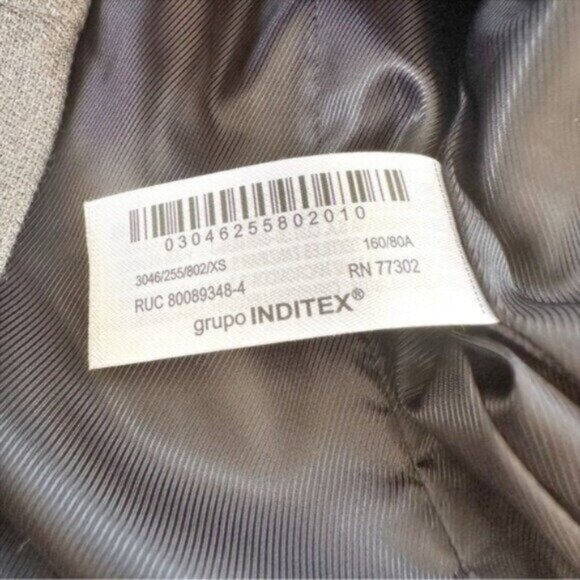 03046255802010
3046/255/802/XS 160/80A
RUC 80089348-4 RN 77302
grupo INDITEX®